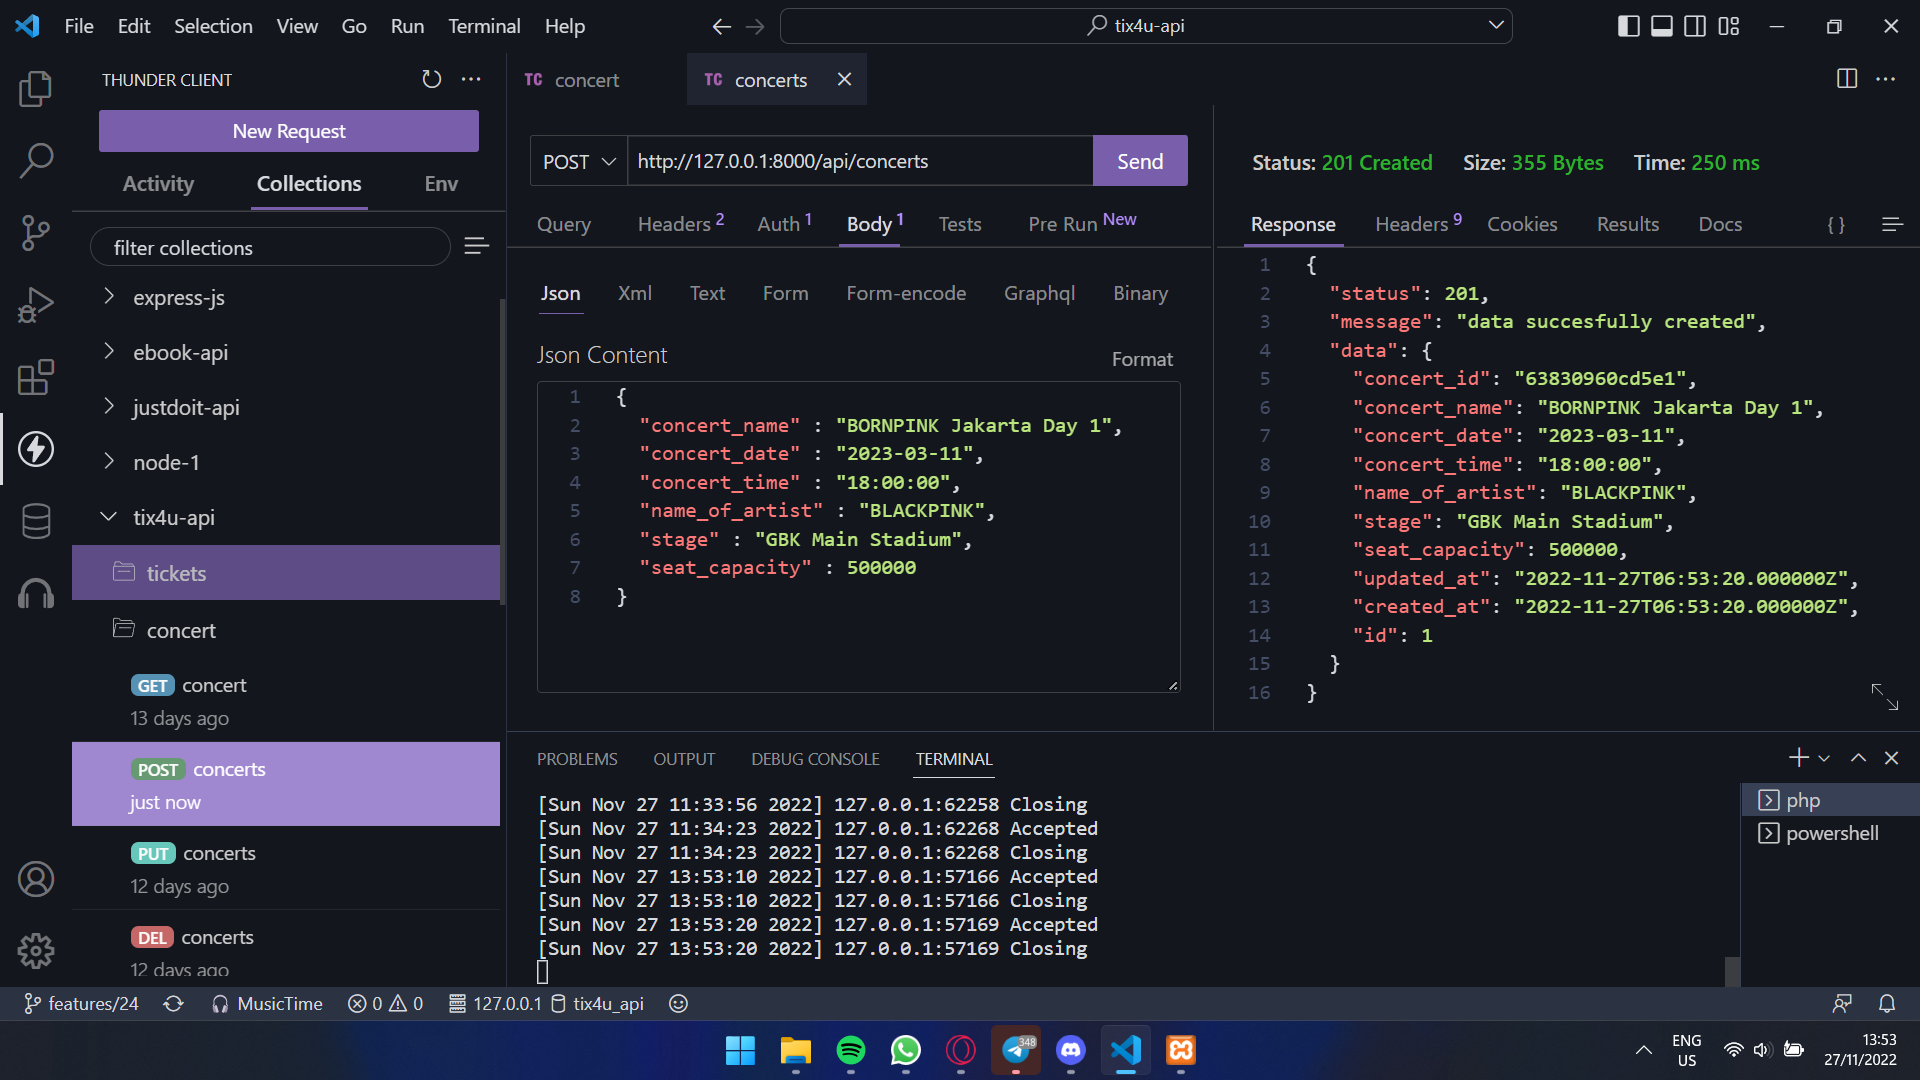 File Edit Selection View Go Run Terminal Help
tix4u-api
THUNDER CLIENT
New Request
Activity Collections Env
filter collections
express-js
ebook-api
justdoit-api
node-1
tix4u-api
tickets
concert
GET concert
13 days ago
POST concerts
just now
PUT concerts
12 days ago
DEL concerts
12 days ago
TC concert
TC concerts
POST http://127.0.0.1:8000/api/concerts Send
Query Headers 2 Auth 1 Body 1 Tests Pre Run New
Json Xml Text Form Form-encode Graphql Binary
Json Content Format
1 {
2 "concert_name" : "BORNPINK Jakarta Day 1",
3 "concert_date" : "2023-03-11",
4 "concert_time" : "18:00:00",
5 "name_of_artist" : "BLACKPINK",
6 "stage" : "GBK Main Stadium",
7 "seat_capacity" : 500000
8 }
Status: 201 Created Size: 355 Bytes Time: 250 ms
Response Headers 9 Cookies Results Docs { }
1 {
2 "status": 201,
3 "message": "data succesfully created",
4 "data": {
5 "concert_id": "63830960cd5e1",
6 "concert_name": "BORNPINK Jakarta Day 1",
7 "concert_date": "2023-03-11",
8 "concert_time": "18:00:00",
9 "name_of_artist": "BLACKPINK",
10 "stage": "GBK Main Stadium",
11 "seat_capacity": 500000,
12 "updated_at": "2022-11-27T06:53:20.000000Z",
13 "created_at": "2022-11-27T06:53:20.000000Z",
14 "id": 1
15 }
16 }
PROBLEMS OUTPUT DEBUG CONSOLE TERMINAL
[Sun Nov 27 11:33:56 2022] 127.0.0.1:62258 Closing
[Sun Nov 27 11:34:23 2022] 127.0.0.1:62268 Accepted
[Sun Nov 27 11:34:23 2022] 127.0.0.1:62268 Closing
[Sun Nov 27 13:53:10 2022] 127.0.0.1:57166 Accepted
[Sun Nov 27 13:53:10 2022] 127.0.0.1:57166 Closing
[Sun Nov 27 13:53:20 2022] 127.0.0.1:57169 Accepted
[Sun Nov 27 13:53:20 2022] 127.0.0.1:57169 Closing
php
powershell
features/24 MusicTime 0 0 127.0.0.1 tix4u_api
348
ENG
US
13:53
27/11/2022